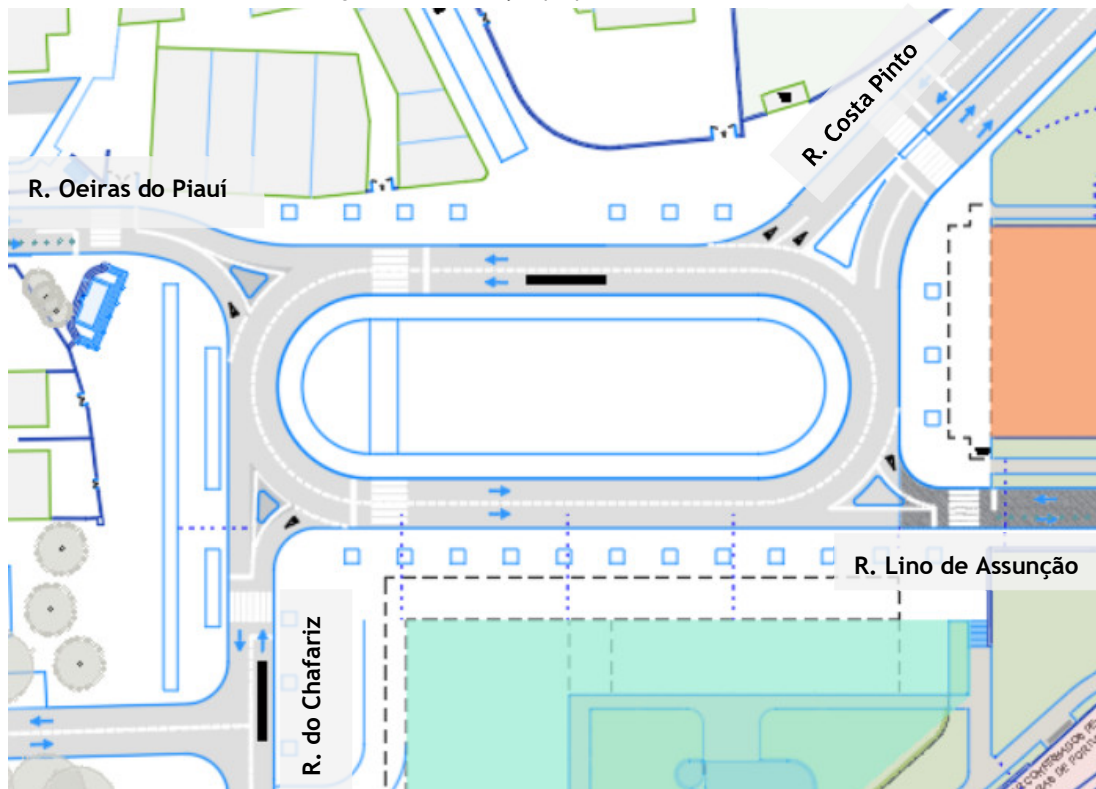 R. Costa Pinto
R. Oeiras do Piauí
R. Lino de Assunção
R. do Chafariz